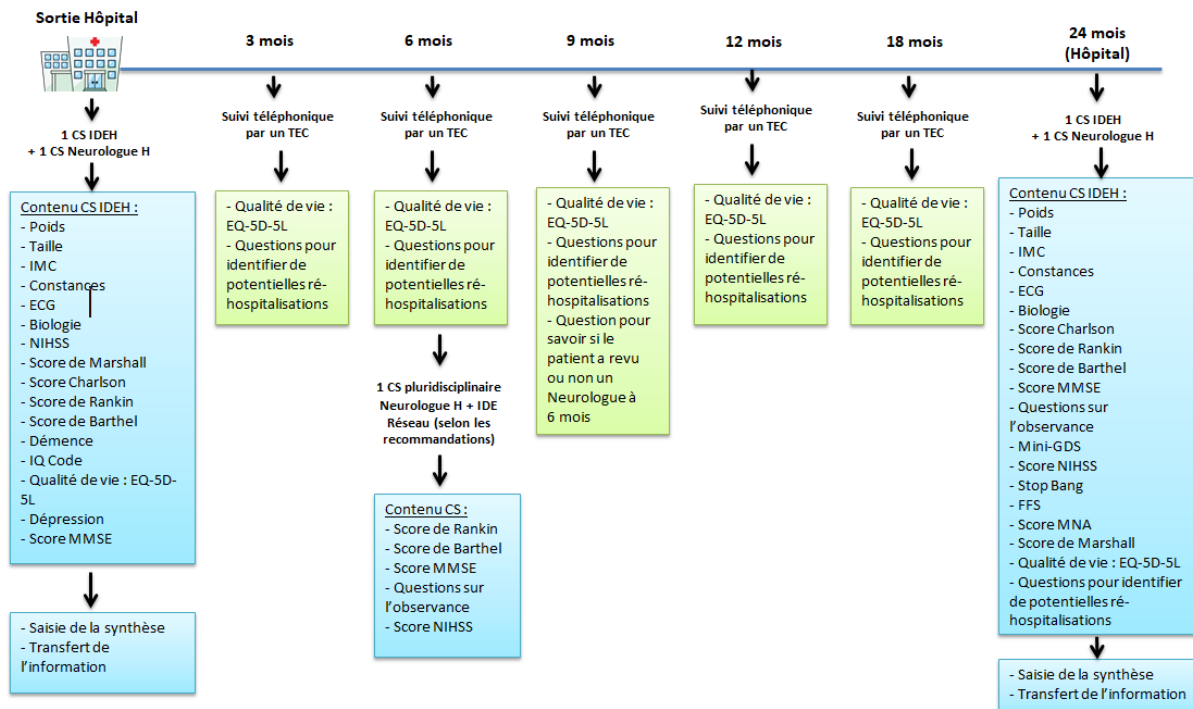 Sortie Hôpital
3 mois
6 mois
9 mois
12 mois
18 mois
24 mois
(Hôpital)
1 CS IDEH
+ 1 CS Neurologue H
Contenu CS IDEH :
- Poids
- Taille
- IMC
- Constances
- ECG
- Biologie
- NIHSS
- Score de Marshall
- Score Charlson
- Score de Rankin
- Score de Barthel
- Démence
- IQ Code
- Qualité de vie : EQ-5D-
5L
- Dépression
- Score MMSE
- Saisie de la synthèse
- Transfert de
l'information
Suivi téléphonique
par un TEC
- Qualité de vie :
EQ-5D-5L
- Questions pour
identifier de
potentielles ré-
hospitalisations
Suivi téléphonique
par un TEC
- Qualité de vie :
EQ-5D-5L
- Questions pour
identifier de
potentielles ré-
hospitalisations
1 CS pluridisciplinaire
Neurologue H + IDE
Réseau (selon les
recommandations)
Contenu CS :
- Score de Rankin
- Score de Barthel
- Score MMSE
- Questions sur
l'observance
- Score NIHSS
Suivi téléphonique
par un TEC
- Qualité de vie :
EQ-5D-5L
- Questions pour
identifier de
potentielles ré-
hospitalisations
- Question pour
savoir si le
patient a revu
ou non un
Neurologue à
6 mois
Suivi téléphonique
par un TEC
- Qualité de vie :
EQ-5D-5L
- Questions pour
identifier de
potentielles ré-
hospitalisations
Suivi téléphonique
par un TEC
- Qualité de vie :
EQ-5D-5L
- Questions pour
identifier de
potentielles ré-
hospitalisations
1 CS IDEH
+ 1 CS Neurologue H
Contenu CS IDEH :
- Poids
- Taille
- IMC
- Constances
- ECG
- Biologie
- Score Charlson
- Score de Rankin
- Score de Barthel
- Score MMSE
- Questions sur
l'observance
- Mini-GDS
- Score NIHSS
- Stop Bang
- FFS
- Score MNA
- Score de Marshall
- Qualité de vie : EQ-5D-5L
- Questions pour identifier
de potentielles ré-
hospitalisations
- Saisie de la synthèse
- Transfert de l'information